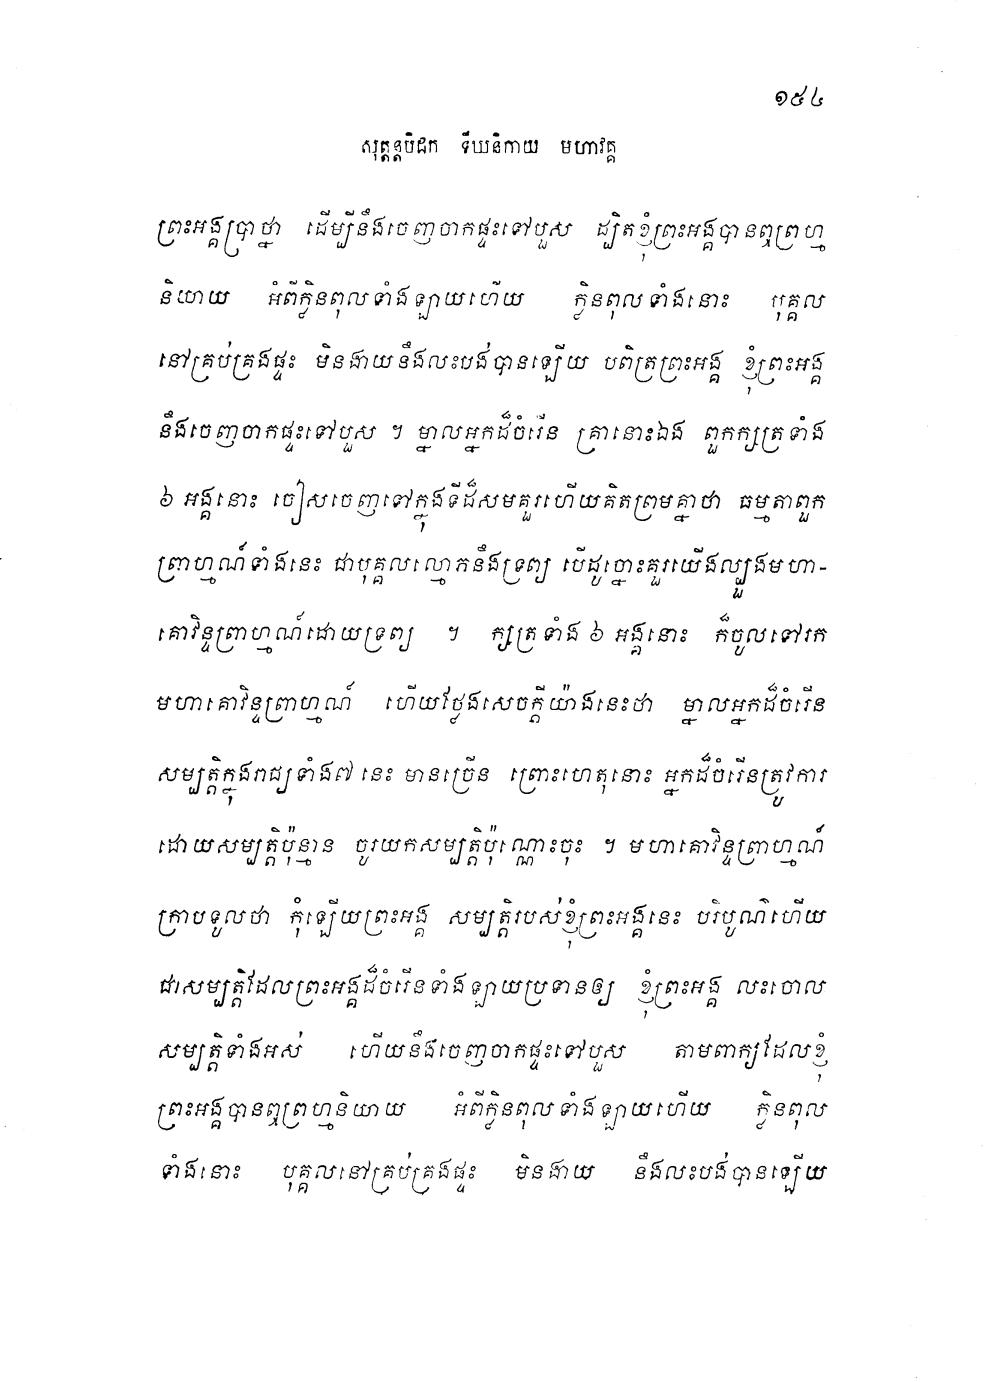 ១៥៤
សុត្តន្តបិដក ទីឃនិកាយ មហាវគ្គ
ព្រះអង្គប្រាថ្នា ដើម្បីនឹងចេញចាកផ្ទះទៅបួស ដ្បិតខ្ញុំព្រះអង្គបានឮព្រហ្ម
និយាយ អំពីក្លិនពុលទាំងឡាយហើយ ក្លិនពុលទាំងនោះ បុគ្គល
នៅគ្រប់គ្រងផ្ទះ មិនងាយនឹងលះបង់បានឡើយ បពិត្រព្រះអង្គ ខ្ញុំព្រះអង្គ
នឹងចេញចាកផ្ទះទៅបួស ។ ម្នាលអ្នកដ៏ចំរើន គ្រានោះឯង ពួកក្សត្រទាំង
៦ អង្គនោះ ចៀសចេញទៅក្នុងទីដ៏សមគួរហើយគិតព្រមគ្នាថា ធម្មតាពួក
ព្រាហ្មណ៍ទាំងនេះ ជាបុគ្គលល្មោភនឹងទ្រព្យ បើដូច្នោះគួរយើងល្បួងមហា-
គោវិន្ទព្រាហ្មណ៍ដោយទ្រព្យ ។ ក្សត្រទាំង ៦ អង្គនោះ ក៏ចូលទៅរក
មហាគោវិន្ទព្រាហ្មណ៍ ហើយថ្លែងសេចក្តីយ៉ាងនេះថា ម្នាលអ្នកដ៏ចំរើន
សម្បត្តិក្នុងរាជ្យទាំង៧ នេះ មានច្រើន ព្រោះហេតុនោះ អ្នកដ៏ចំរើនត្រូវការ
ដោយសម្បត្តិប៉ុន្មាន ចូរយកសម្បត្តិប៉ុណ្ណោះចុះ ។ មហាគោវិន្ទព្រាហ្មណ៍
ក្រាបទូលថា កុំឡើយព្រះអង្គ សម្បត្តិរបស់ខ្ញុំព្រះអង្គនេះ បរិបូណ៌ហើយ
ជាសម្បត្តិដែលព្រះអង្គដ៏ចំរើនទាំងឡាយប្រទានឲ្យ ខ្ញុំព្រះអង្គ លះចោល
សម្បត្តិទាំងអស់ ហើយនឹងចេញចាកផ្ទះទៅបួស តាមពាក្យដែលខ្ញុំ
ព្រះអង្គបានឮព្រហ្មនិយាយ អំពីក្លិនពុលទាំងឡាយហើយ ក្លិនពុល
ទាំងនោះ បុគ្គលនៅគ្រប់គ្រងផ្ទះ មិនងាយ នឹងលះបង់បានឡើយ